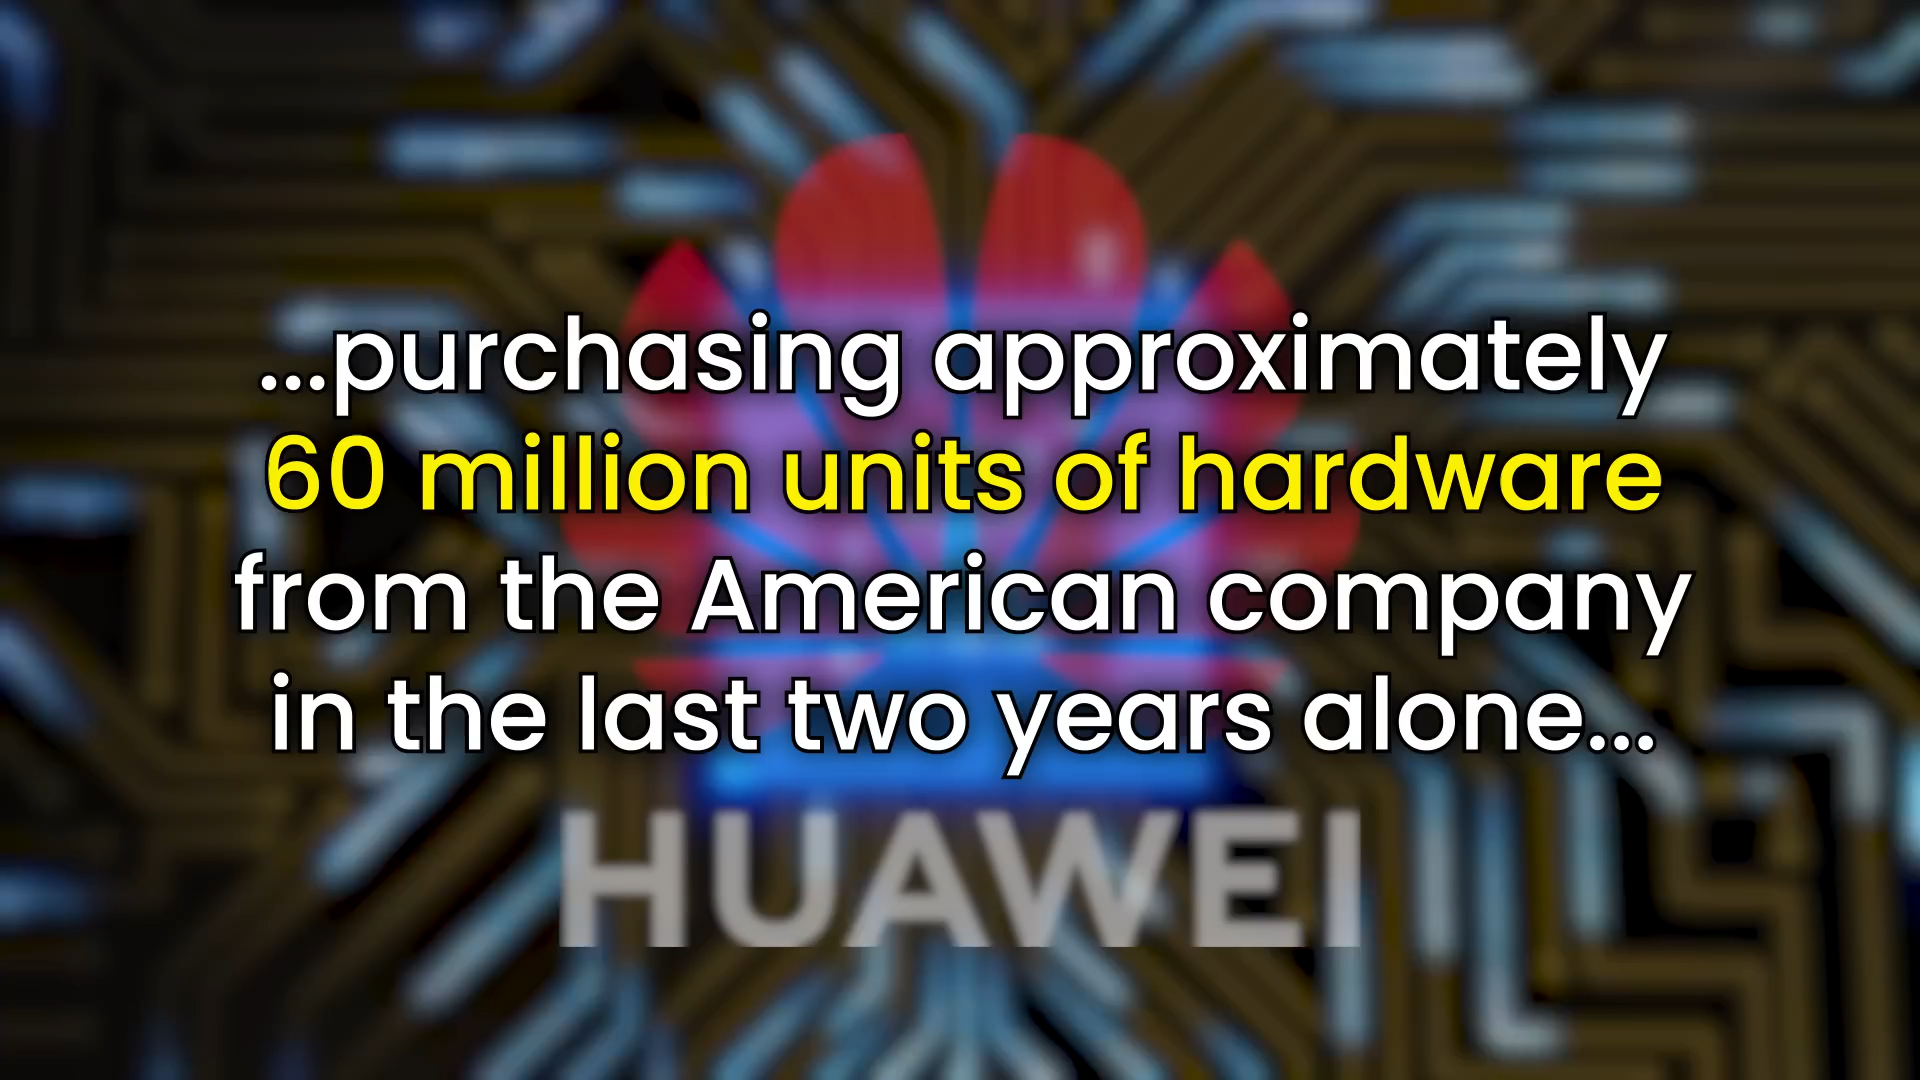 ...purchasing approximately
60 million units of hardware
from the American company
in the last two years alone...
HUAWEI